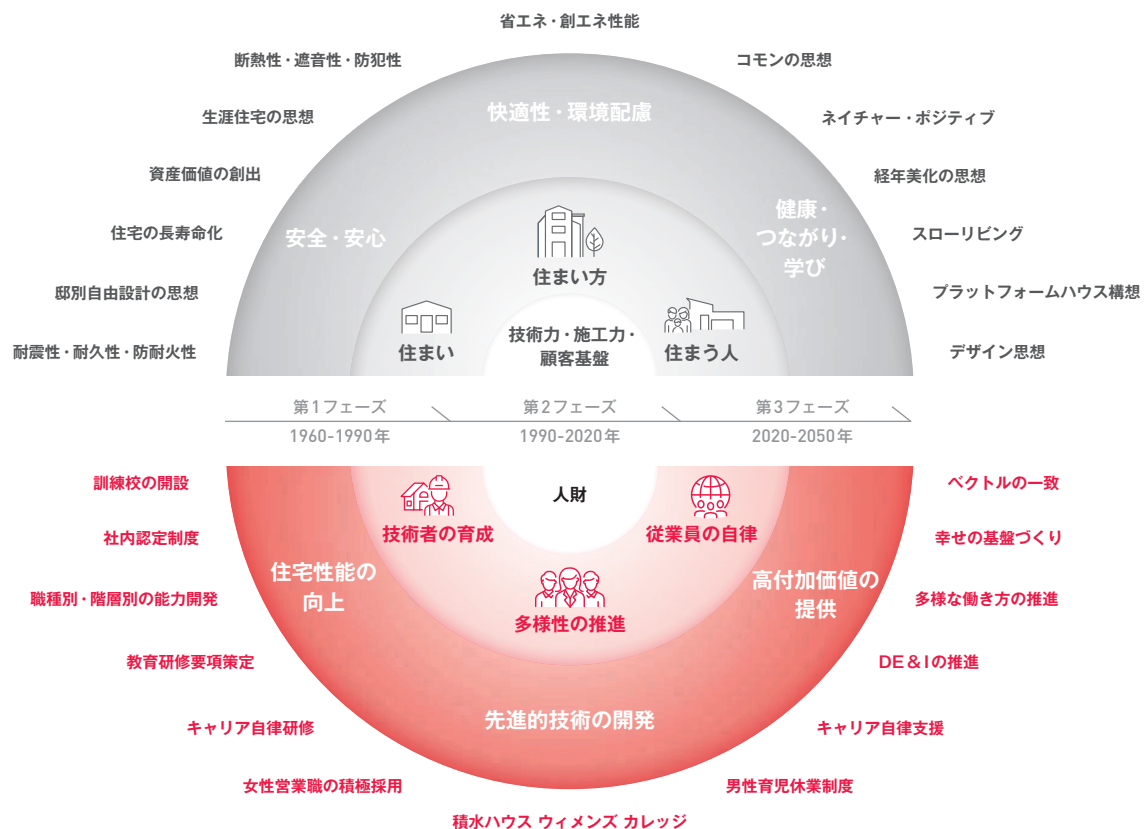 省エネ・創エネ性能
断熱性・遮音性・防犯性
コモンの思想
快適性・環境配慮
生涯住宅の思想
ネイチャー・ポジティブ
資産価値の創出
経年美化の思想
住宅の長寿命化
安全・安心
健康・
つながり・
学び
スローリビング
住まい方
邸別自由設計の思想
プラットフォームハウス構想
耐震性・耐久性・防耐火性
住まい
技術力・施工力・
顧客基盤
住まう人
デザイン思想
第1フェーズ
第2フェーズ
第3フェーズ
1960-1990年
1990-2020年
2020-2050年
訓練校の開設
人財
ベクトルの一致
社内認定制度
技術者の育成
従業員の自律
幸せの基盤づくり
住宅性能の
向上
高付加価値の
提供
職種別・階層別の能力開発
多様性の推進
多様な働き方の推進
教育研修要項策定
DE&Iの推進
先進的技術の開発
キャリア自律研修
キャリア自律支援
女性営業職の積極採用
男性育児休業制度
積水ハウス ウィメンズ カレッジ